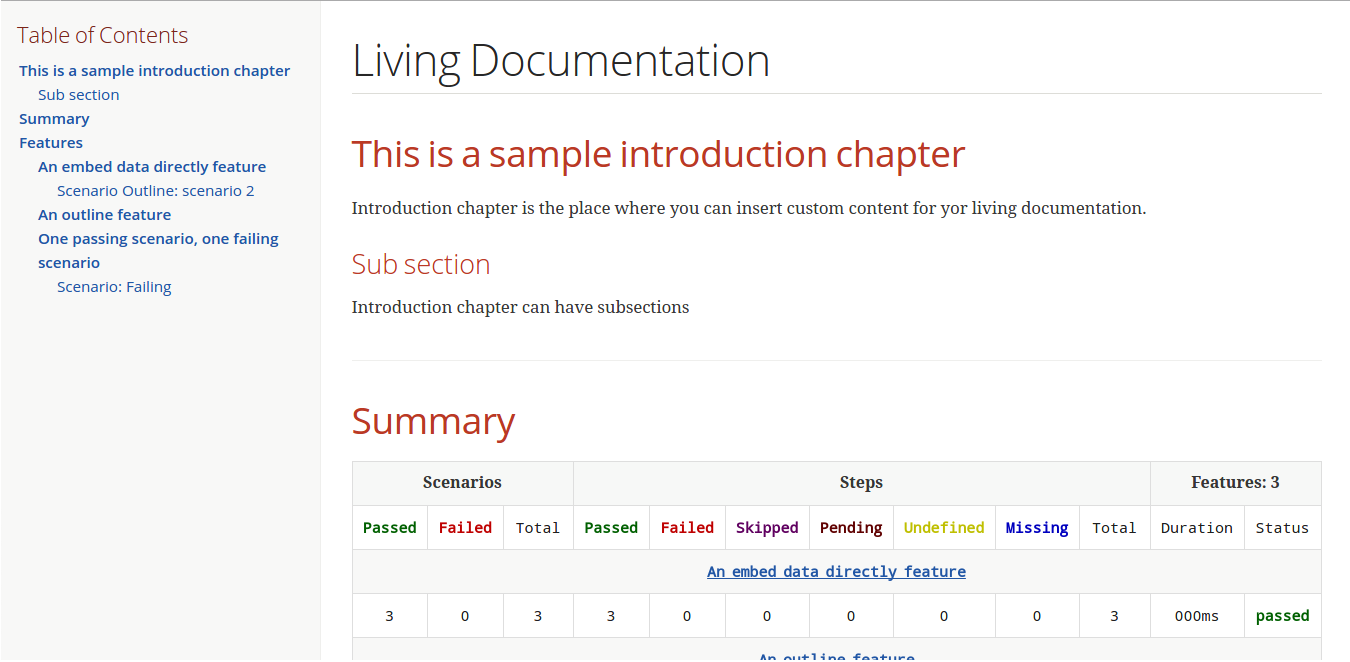 Table of Contents
This is a sample introduction chapter
Sub section
Summary
Features
An embed data directly feature
Scenario Outline: scenario 2
An outline feature
One passing scenario, one failing
scenario
Scenario: Failing
Living Documentation
This is a sample introduction chapter
Introduction chapter is the place where you can insert custom content for yor living documentation.
Sub section
Introduction chapter can have subsections
Summary
Scenarios Steps Features: 3
Passed Failed Total Passed Failed Skipped Pending Undefined Missing Total Duration Status
An embed data directly feature
3 0 3 3 0 0 0 0 0 3 000ms passed
An outline feature